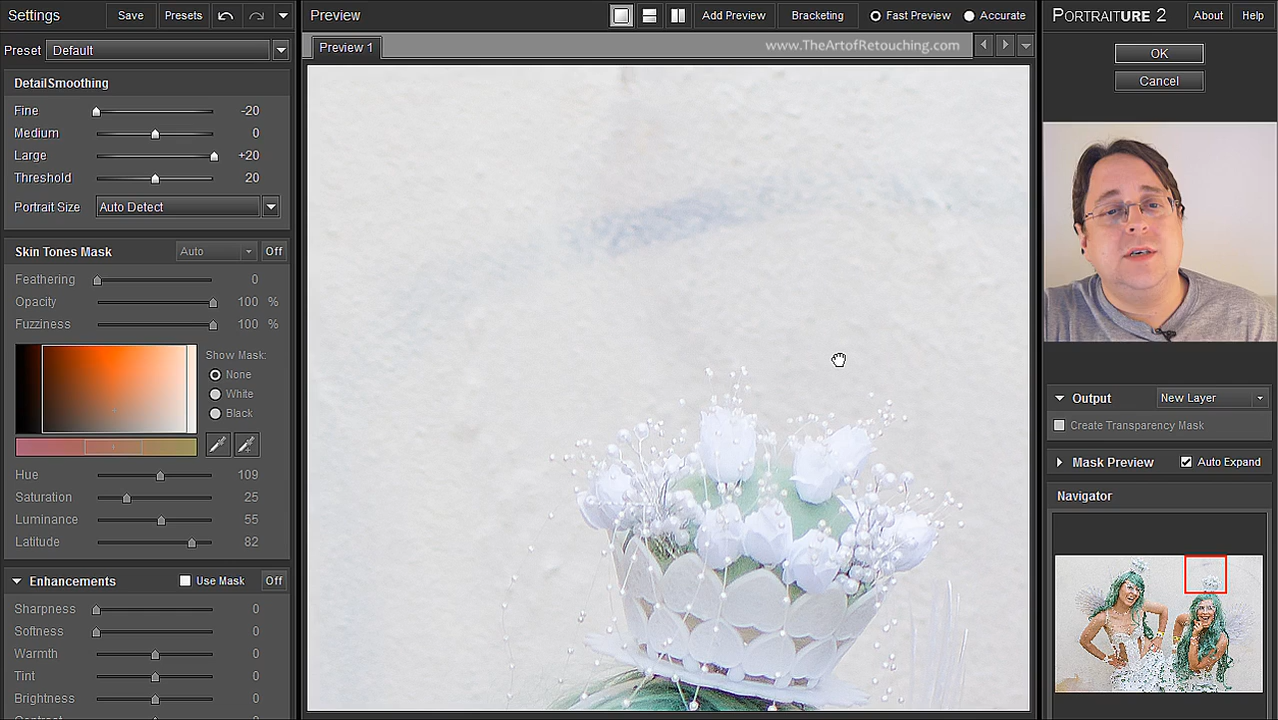 Settings Save Presets
Preset Default
DetailSmoothing
Fine -20
Medium 0
Large +20
Threshold 20
Portrait Size Auto Detect
Skin Tones Mask Auto Off
Feathering 0
Opacity 100 %
Fuzziness 100 %
Show Mask:
None
White
Black
Hue 109
Saturation 25
Luminance 55
Latitude 82
Enhancements Use Mask Off
Sharpness 0
Softness 0
Warmth 0
Tint 0
Brightness 0
Contrast 0
Preview Add Preview Bracketing Fast Preview Accurate
Preview 1 www.TheArtofRetouching.com
PORTRAITURE 2 About Help
OK
Cancel
Output New Layer
Create Transparency Mask
Mask Preview Auto Expand
Navigator